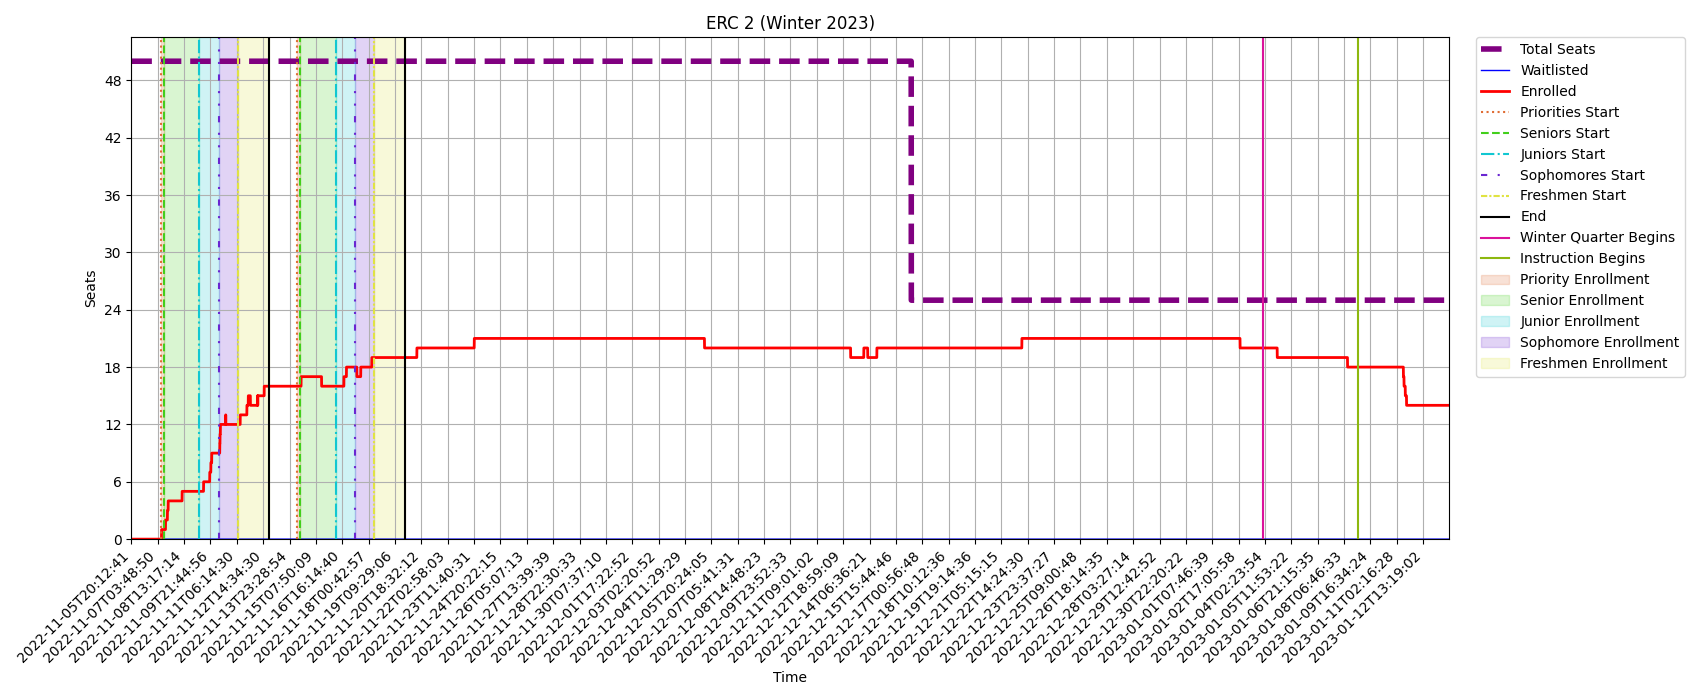 ERC 2 (Winter 2023)
Seats
48
42
36
30
24
18
12
6
0
2022-11-05T20:12:41
2022-11-07T03:48:50
2022-11-08T13:17:14
2022-11-09T21:44:56
2022-11-11T06:14:30
2022-11-12T14:34:30
2022-11-13T23:28:54
2022-11-15T07:50:09
2022-11-16T16:14:40
2022-11-18T00:42:57
2022-11-19T09:29:06
2022-11-20T18:32:12
2022-11-22T02:58:03
2022-11-23T11:40:31
2022-11-24T20:22:15
2022-11-26T05:07:13
2022-11-27T13:39:39
2022-11-28T22:30:33
2022-11-30T07:37:10
2022-12-01T17:22:52
2022-12-03T02:20:52
2022-12-04T11:29:29
2022-12-05T20:24:05
2022-12-07T05:41:31
2022-12-08T14:48:23
2022-12-09T23:52:33
2022-12-11T09:01:02
2022-12-12T18:59:09
2022-12-14T06:36:21
2022-12-15T15:44:46
2022-12-17T00:56:48
2022-12-18T10:12:36
2022-12-19T19:14:36
2022-12-21T05:15:15
2022-12-22T14:24:30
2022-12-23T23:37:27
2022-12-25T09:00:48
2022-12-26T18:14:35
2022-12-28T03:27:14
2022-12-29T12:42:52
2022-12-30T22:20:22
2023-01-01T07:46:39
2023-01-02T17:05:58
2023-01-04T02:23:54
2023-01-05T11:53:22
2023-01-06T21:15:35
2023-01-08T06:46:33
2023-01-09T16:34:24
2023-01-11T02:16:28
2023-01-12T13:19:02
Time
Total Seats
Waitlisted
Enrolled
Priorities Start
Seniors Start
Juniors Start
Sophomores Start
Freshmen Start
End
Winter Quarter Begins
Instruction Begins
Priority Enrollment
Senior Enrollment
Junior Enrollment
Sophomore Enrollment
Freshmen Enrollment